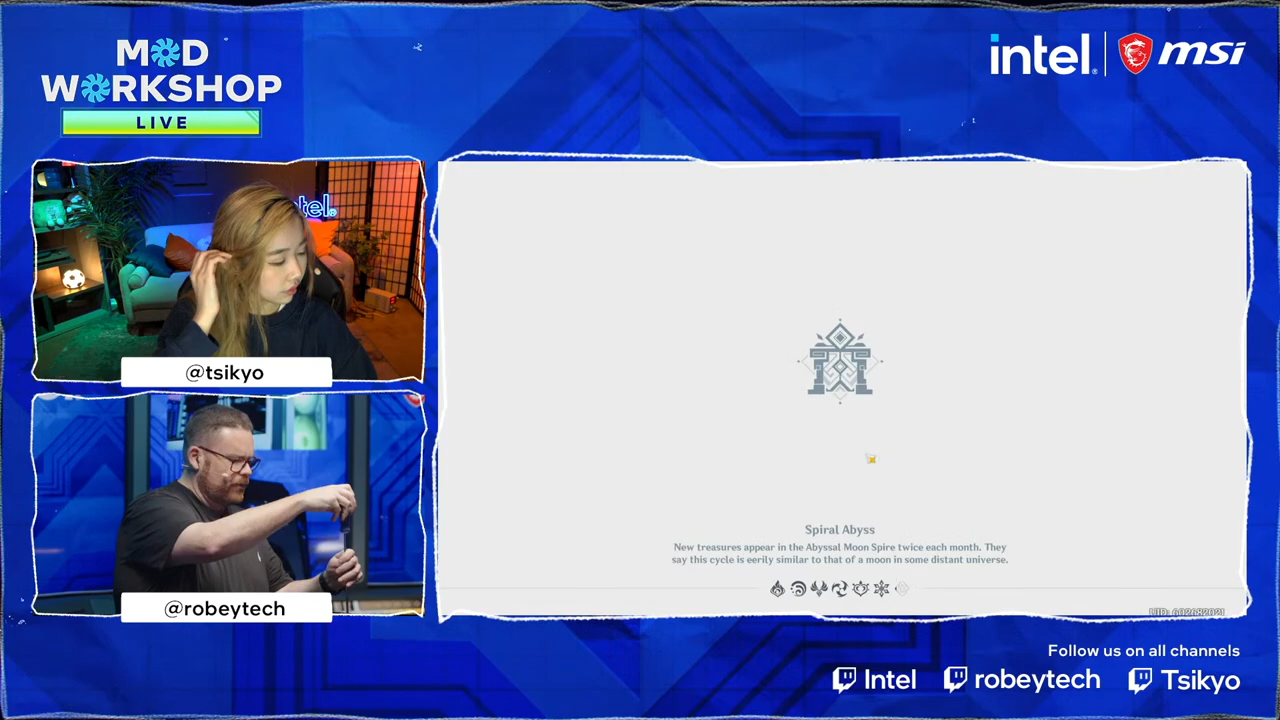 MOD
WORKSHOP
LIVE
intel.
msi
tel.
@tsikyo
@robeytech
Spiral Abyss
New treasures appear in the Abyssal Moon Spire twice each month. They
say this cycle is eerily similar to that of a moon in some distant universe.
Follow us on all channels
Intel
robeytech
Tsikyo